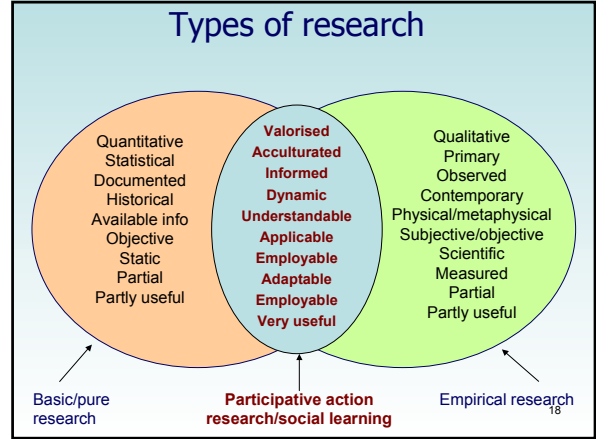 Types of research
Quantitative
Statistical
Documented
Historical
Available info
Objective
Static
Partial
Partly useful
Valorised
Acculturated
Informed
Dynamic
Understandable
Applicable
Employable
Adaptable
Employable
Very useful
Qualitative
Primary
Observed
Contemporary
Physical/metaphysical
Subjective/objective
Scientific
Measured
Partial
Partly useful
Basic/pure
research
Participative action
research/social learning
Empirical research
18